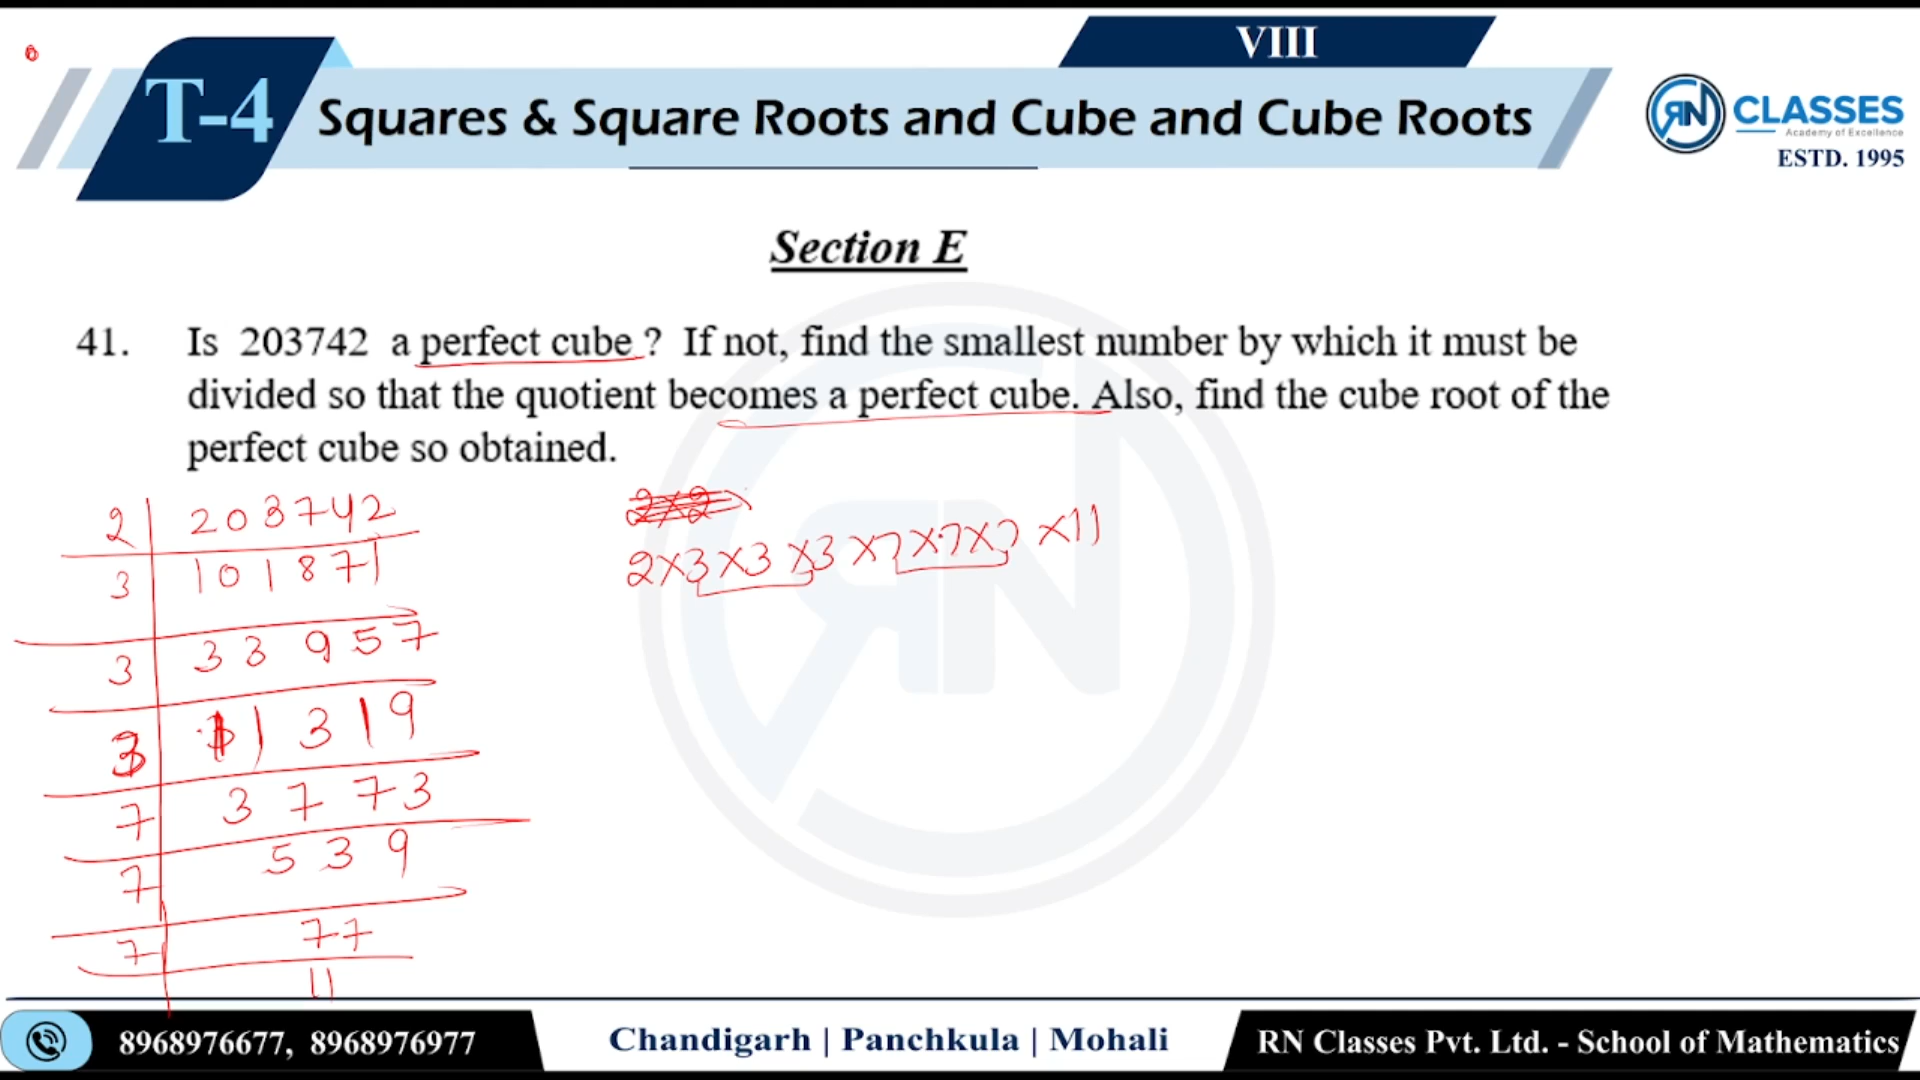 VIII
T-4 Squares & Square Roots and Cube and Cube Roots
RN CLASSES
Academy of Excellence
ESTD. 1995
Section E
41. Is 203742 a perfect cube ? If not, find the smallest number by which it must be
divided so that the quotient becomes a perfect cube. Also, find the cube root of the
perfect cube so obtained.
2 203742
3 101871
3 33957
3 11319
7 3773
7 539
7 77
11
2×2
2×3×3×3×7×7×7×11
RN
8968976677, 8968976977
Chandigarh | Panchkula | Mohali
RN Classes Pvt. Ltd. - School of Mathematics